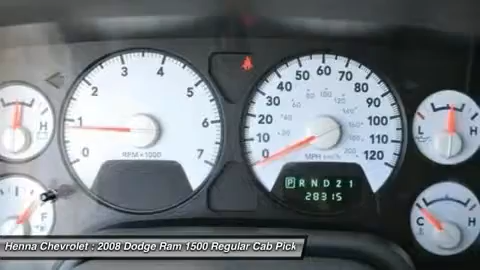 3 4
2 5
1 6
0 7
RPM×1000
50 60 70
40 80
30 90
20 100
10 110
0 120
MPH km/h
P R N D 2 1
28315
H
F
L H
C H
Henna Chevrolet : 2008 Dodge Ram 1500 Regular Cab Pick